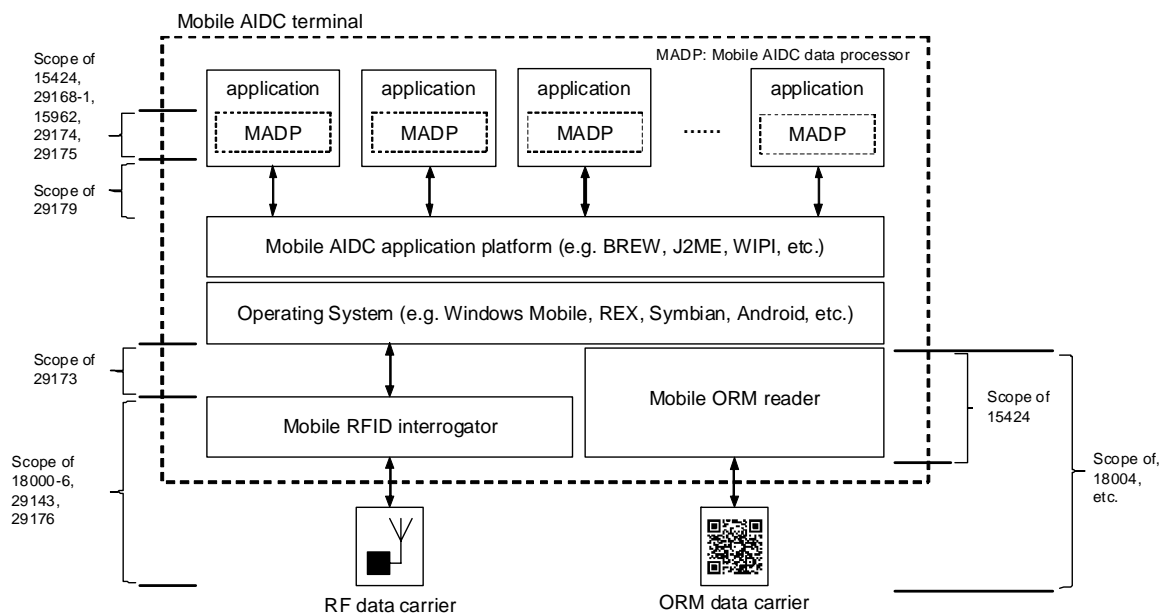 Mobile AIDC terminal
MADP: Mobile AIDC data processor
Scope of
15424,
29168-1,
15962,
29174,
29175
application
MADP
application
MADP
application
MADP
......
application
MADP
Scope of
29179
Mobile AIDC application platform (e.g. BREW, J2ME, WIPI, etc.)
Operating System (e.g. Windows Mobile, REX, Symbian, Android, etc.)
Scope of
29173
Mobile RFID interrogator
Mobile ORM reader
Scope of
15424
Scope of
18000-6,
29143,
29176
Scope of,
18004,
etc.
RF data carrier
ORM data carrier